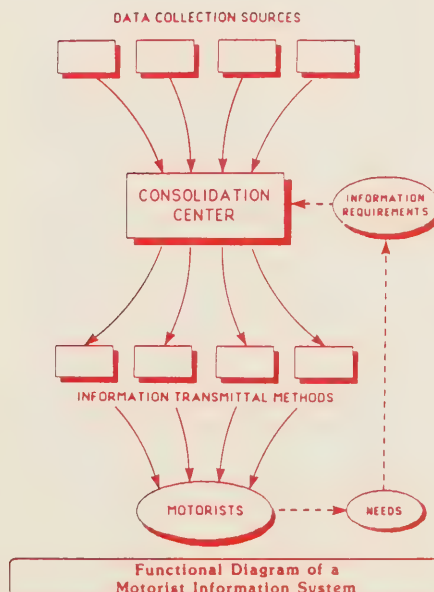 DATA COLLECTION SOURCES
CONSOLIDATION
CENTER
INFORMATION
REQUIREMENTS
INFORMATION TRANSMITTAL METHODS
MOTORISTS
NEEDS
Functional Diagram of a
Motorist Information System